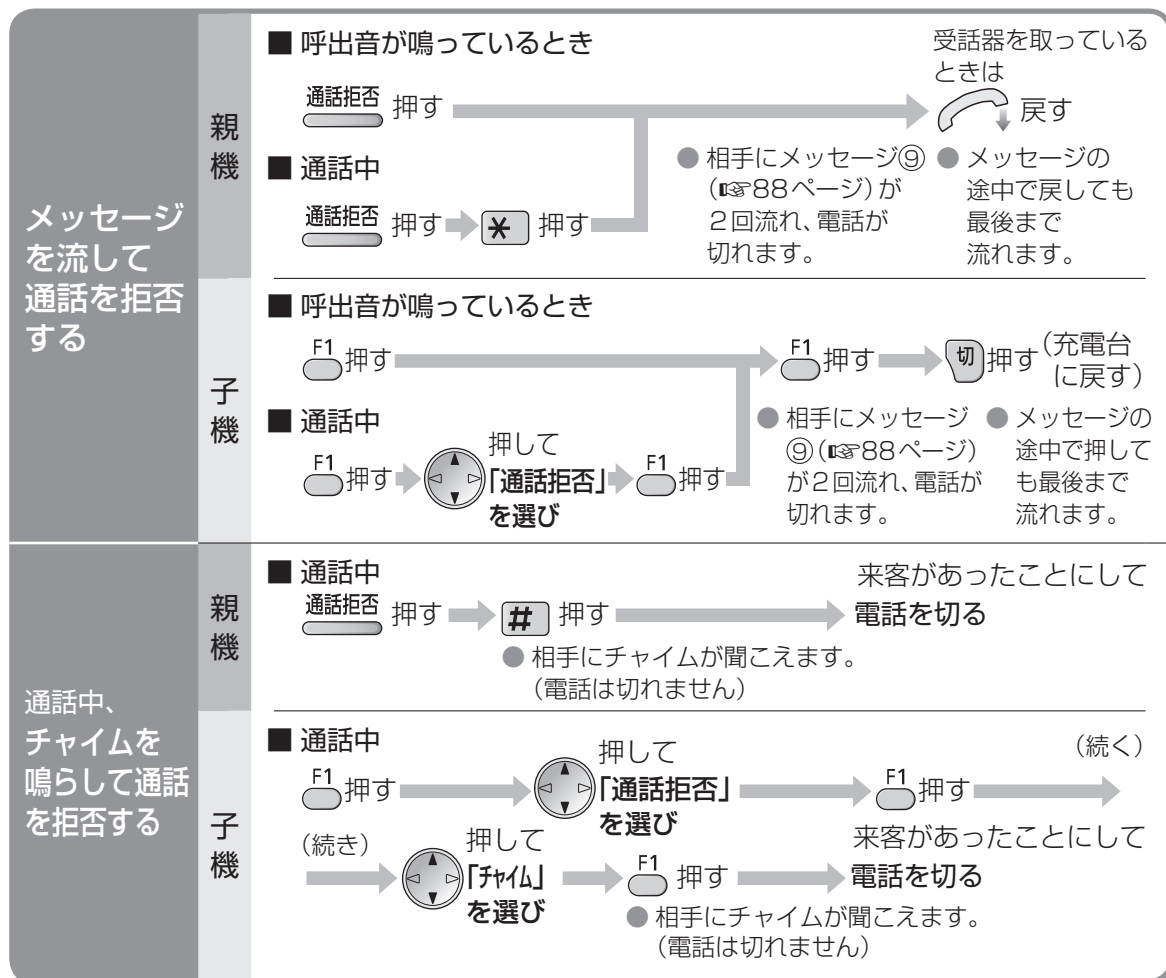 メッセージ
を流して
通話を拒否
する
親
機
■ 呼出音が鳴っているとき
通話拒否 押す
受話器を取っている
ときは
戻す
■ 通話中
通話拒否 押す ＊ 押す
● 相手にメッセージ⑨
(☞88ページ)が
2回流れ、電話が
切れます。
● メッセージの
途中で戻しても
最後まで
流れます。
子
機
■ 呼出音が鳴っているとき
F1 押す
F1 押す 切 押す (充電台
に戻す)
■ 通話中
F1 押す 押して
「通話拒否」
を選び
F1 押す
● 相手にメッセージ
⑨(☞88ページ)
が2回流れ、電話が
切れます。
● メッセージの
途中で押して
も最後まで
流れます。
通話中、
チャイムを
鳴らして通話
を拒否する
親
機
■ 通話中
通話拒否 押す # 押す
来客があったことにして
電話を切る
● 相手にチャイムが聞こえます。
(電話は切れません)
子
機
■ 通話中
F1 押す 押して
「通話拒否」
を選び
F1 押す
(続く)
(続き)
押して
「ﾁｬｲﾑ」
を選び
F1 押す
来客があったことにして
電話を切る
● 相手にチャイムが聞こえます。
(電話は切れません)